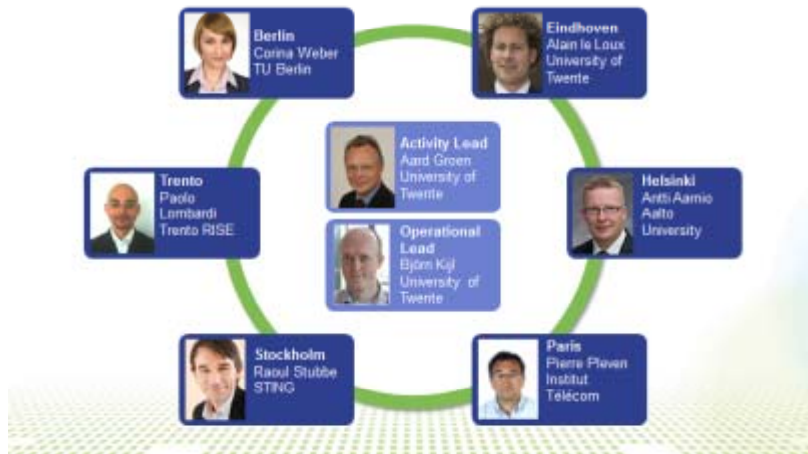 Berlin
Corina Weber
TU Berlin
Eindhoven
Alain le Loux
University of
Twente
Activity Lead
Aard Groen
University of
Twente
Trento
Paolo
Lombardi
Trento RISE
Helsinki
Antti Aarnio
Aalto
University
Operational
Lead
Björn Kijl
University of
Twente
Stockholm
Raoul Stubbe
STING
Paris
Pierre Pleven
Institut
Télécom